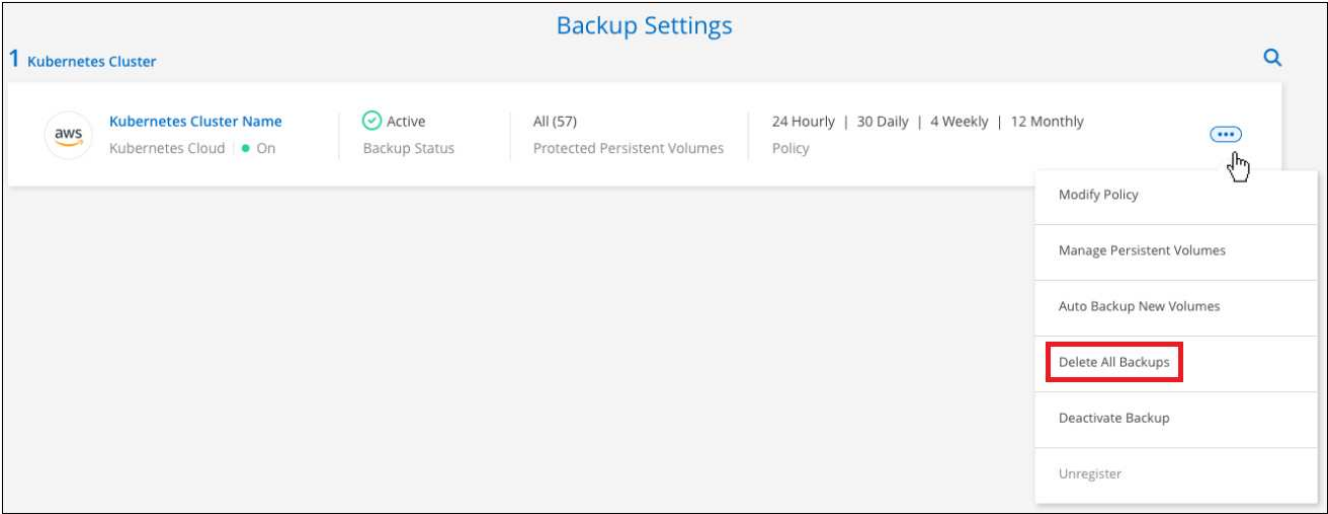 Backup Settings
1 Kubernetes Cluster
aws
Kubernetes Cluster Name
Kubernetes Cloud | On
Active
Backup Status
All (57)
Protected Persistent Volumes
24 Hourly | 30 Daily | 4 Weekly | 12 Monthly
Policy
Modify Policy
Manage Persistent Volumes
Auto Backup New Volumes
Delete All Backups
Deactivate Backup
Unregister